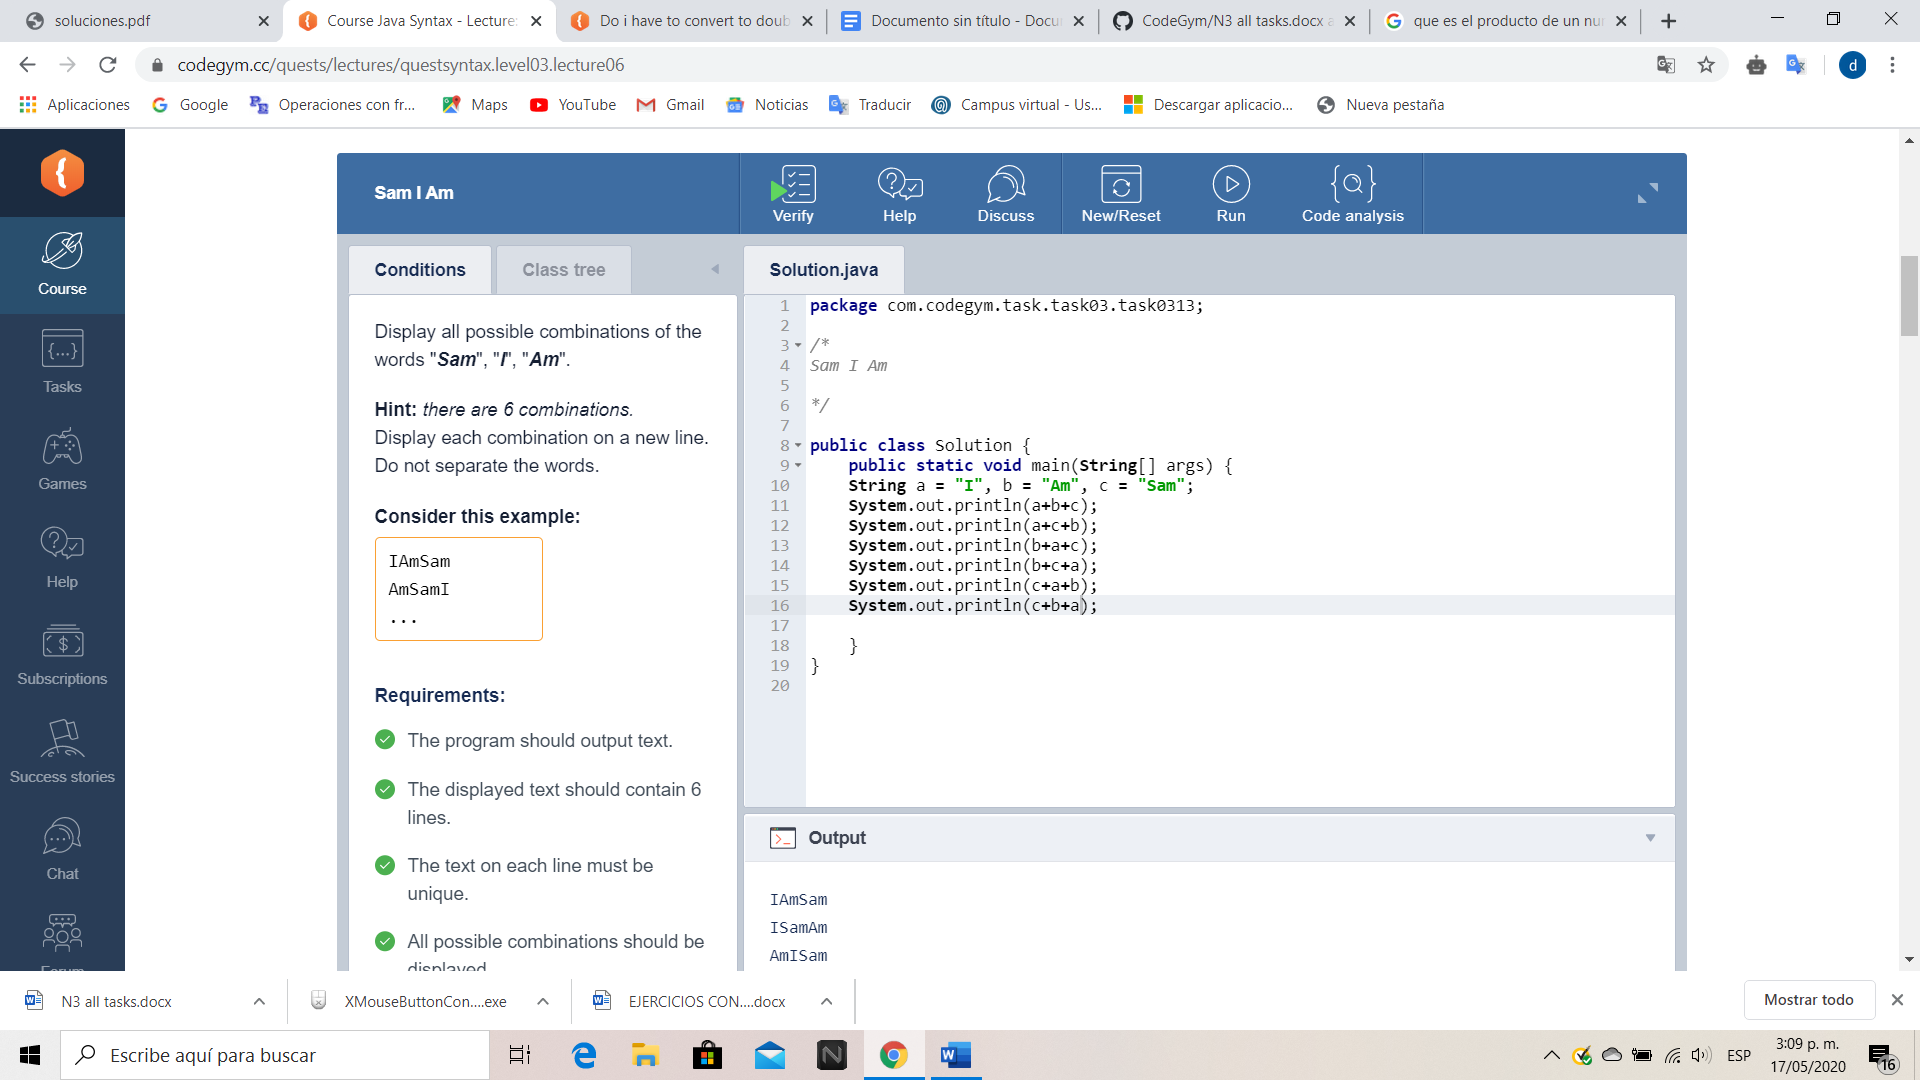 soluciones.pdf
Course Java Syntax - Lecture:
Do i have to convert to doub
Documento sin título - Docu
CodeGym/N3 all tasks.docx a
que es el producto de un nu
codegym.cc/quests/lectures/questsyntax.level03.lecture06
d
Aplicaciones
Google
Operaciones con fr...
Maps
YouTube
Gmail
Noticias
Traducir
Campus virtual - Us...
Descargar aplicacio...
Nueva pestaña
Course
Tasks
Games
Help
Subscriptions
Success stories
Chat
Forum
Sam I Am
Verify
Help
Discuss
New/Reset
Run
Code analysis
Conditions
Class tree
Display all possible combinations of the
words "Sam", "I", "Am".
Hint: there are 6 combinations.
Display each combination on a new line.
Do not separate the words.
Consider this example:
IAmSam
AmSamI
...
Requirements:
The program should output text.
The displayed text should contain 6
lines.
The text on each line must be
unique.
All possible combinations should be
displayed
Solution.java
1 package com.codegym.task.task03.task0313;
2
3 /*
4 Sam I Am
5
6 */
7
8 public class Solution {
9 public static void main(String[] args) {
10 String a = "I", b = "Am", c = "Sam";
11 System.out.println(a+b+c);
12 System.out.println(a+c+b);
13 System.out.println(b+a+c);
14 System.out.println(b+c+a);
15 System.out.println(c+a+b);
16 System.out.println(c+b+a);
17
18 }
19 }
20
Output
IAmSam
ISamAm
AmISam
N3 all tasks.docx
XMouseButtonCon....exe
EJERCICIOS CON....docx
Mostrar todo
Escribe aquí para buscar
ESP
3:09 p. m.
17/05/2020
16